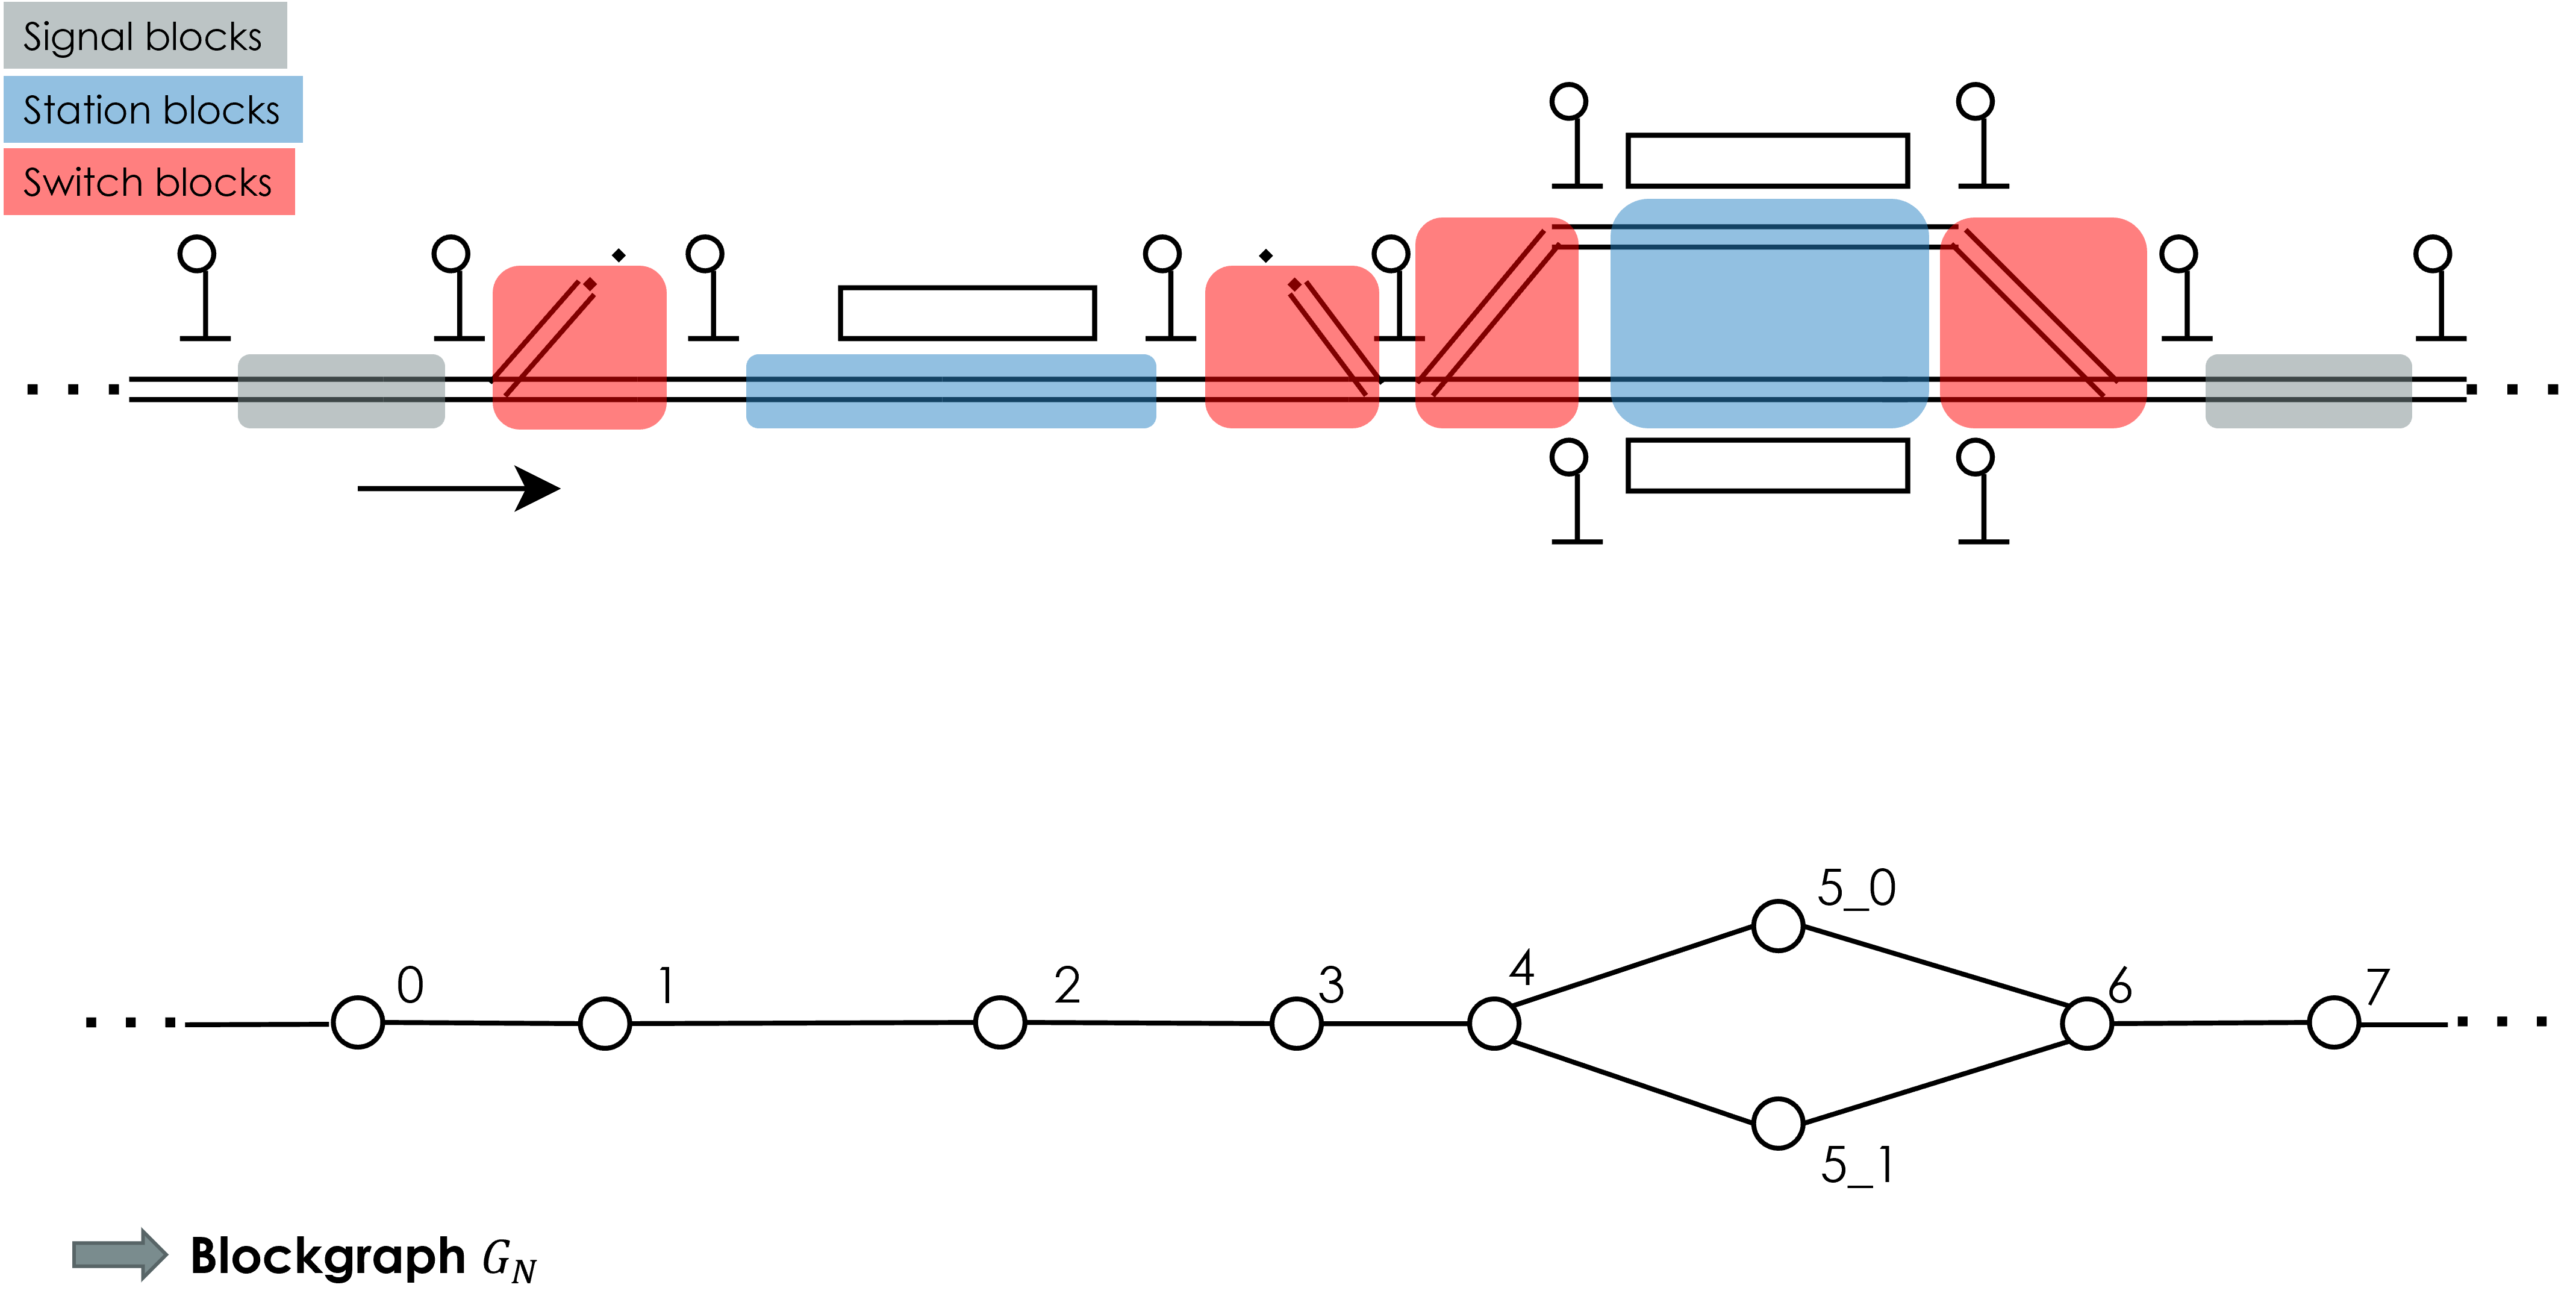 Signal blocks
Station blocks
Switch blocks
5_0
0 1 2 3 4 6 7
5_1
Blockgraph G_N